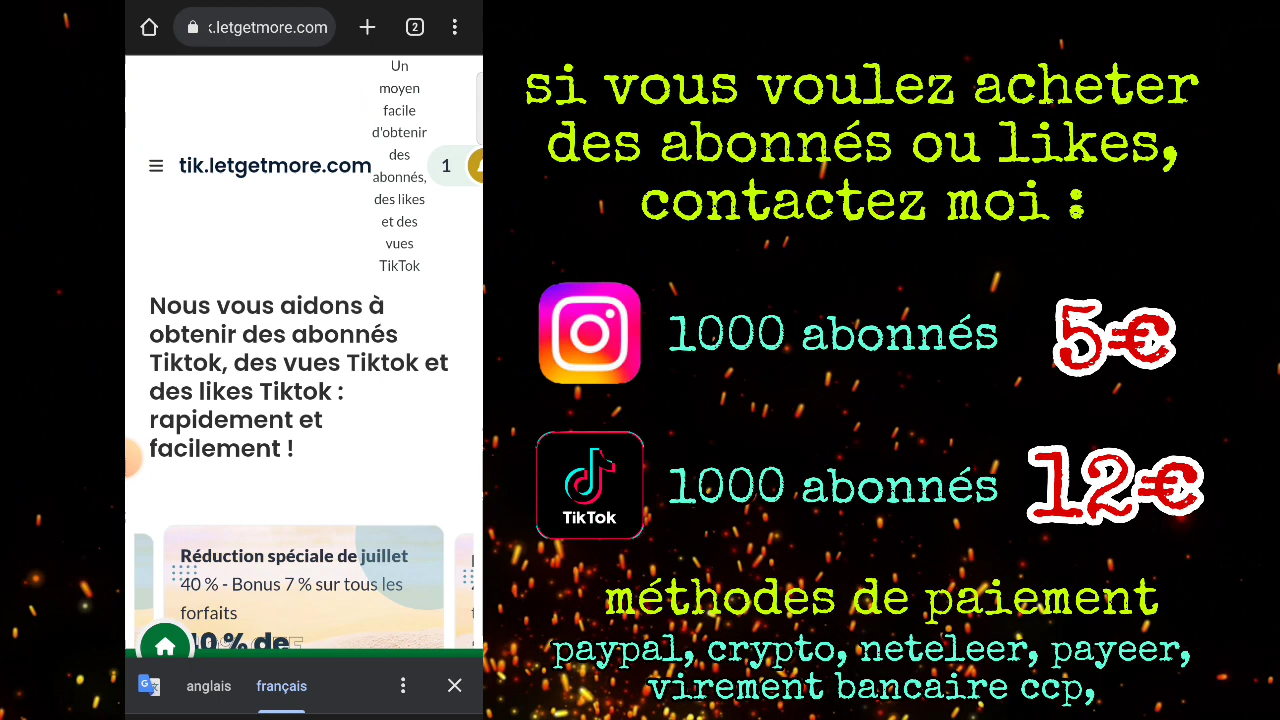 k.letgetmore.com
2
Un
moyen
facile
d'obtenir
des
abonnés,
des likes
et des
vues
TikTok
tik.letgetmore.com
1
Nous vous aidons à
obtenir des abonnés
Tiktok, des vues Tiktok et
des likes Tiktok :
rapidement et
facilement !
Réduction spéciale de juillet
40 % - Bonus 7 % sur tous les
forfaits
40 % de
anglais
français
si vous voulez acheter
des abonnés ou likes,
contactez moi :
1000 abonnés
5€
TikTok
1000 abonnés
12€
méthodes de paiement
paypal, crypto, neteleer, payeer,
virement bancaire ccp,